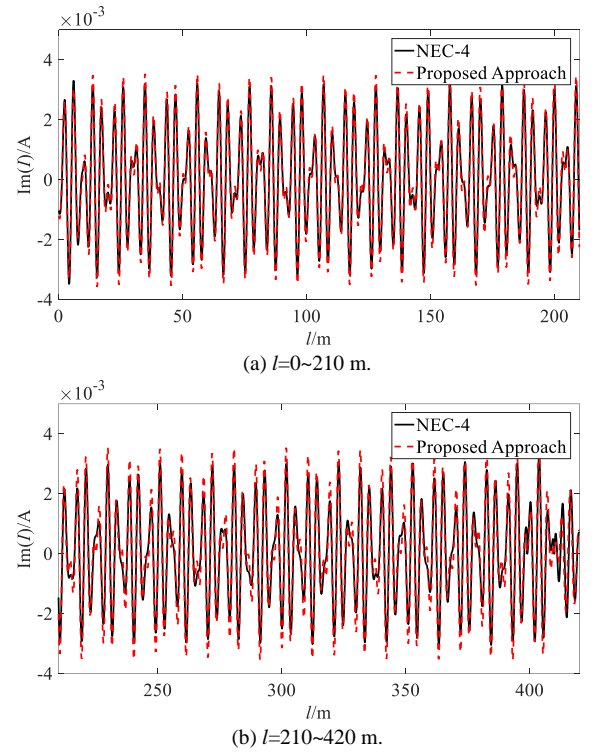 ×10⁻³
4
2
0
-2
-4
Im(I)/A
NEC-4
Proposed Approach
0 50 100 150 200
l/m
(a) l=0~210 m.
×10⁻³
4
2
0
-2
-4
Im(I)/A
NEC-4
Proposed Approach
250 300 350 400
l/m
(b) l=210~420 m.